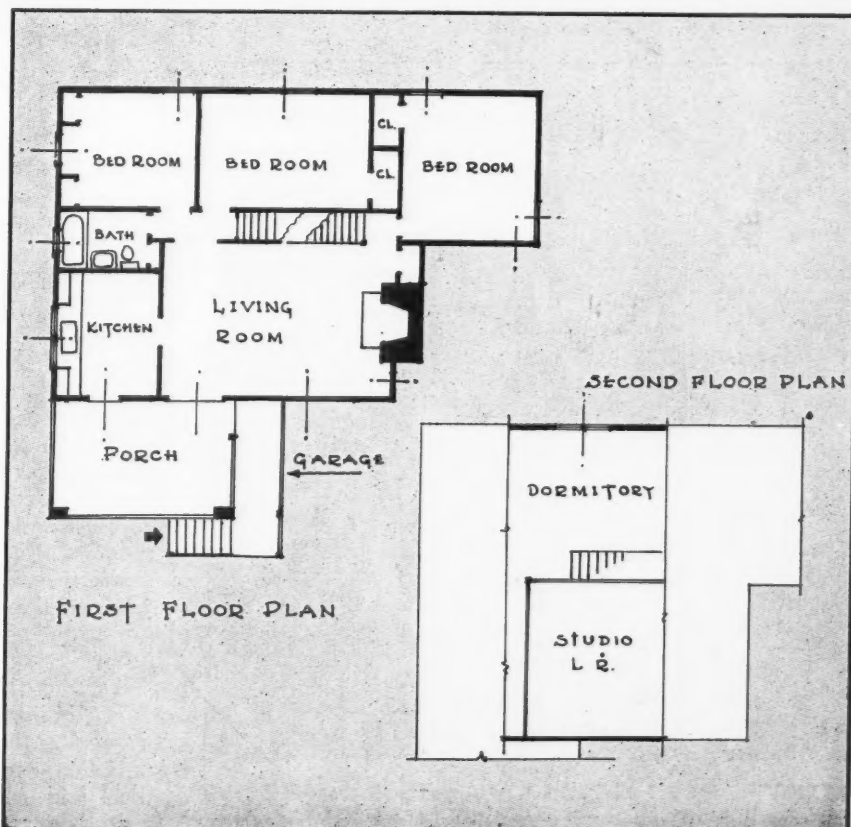 BED ROOM
BED ROOM
CL.
CL.
BED ROOM
BATH
KITCHEN
LIVING
ROOM
PORCH
GARAGE
FIRST FLOOR PLAN
SECOND FLOOR PLAN
DORMITORY
STUDIO
L R.